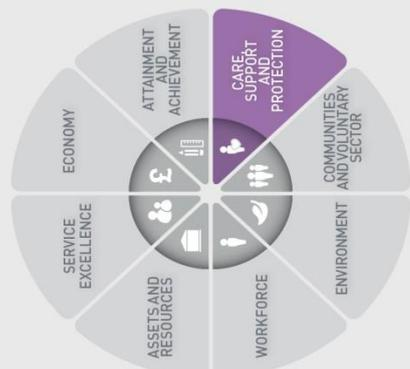 CARE,
SUPPORT
AND
PROTECTION
COMMUNITIES
AND VOLUNTARY
SECTOR
ENVIRONMENT
WORKFORCE
ASSETS AND
RESOURCES
SERVICE
EXCELLENCE
ECONOMY
ATTAINMENT
AND
ACHIEVEMENT
£